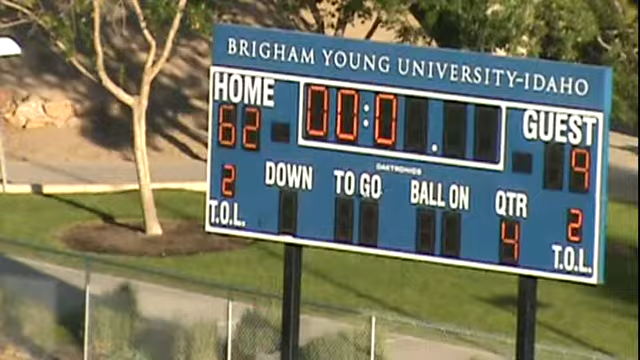 BRIGHAM YOUNG UNIVERSITY-IDAHO
HOME 00:0 . GUEST
62 9
DAKTRONICS
2 DOWN TO GO BALL ON QTR 2
T.O.L. 4 T.O.L.